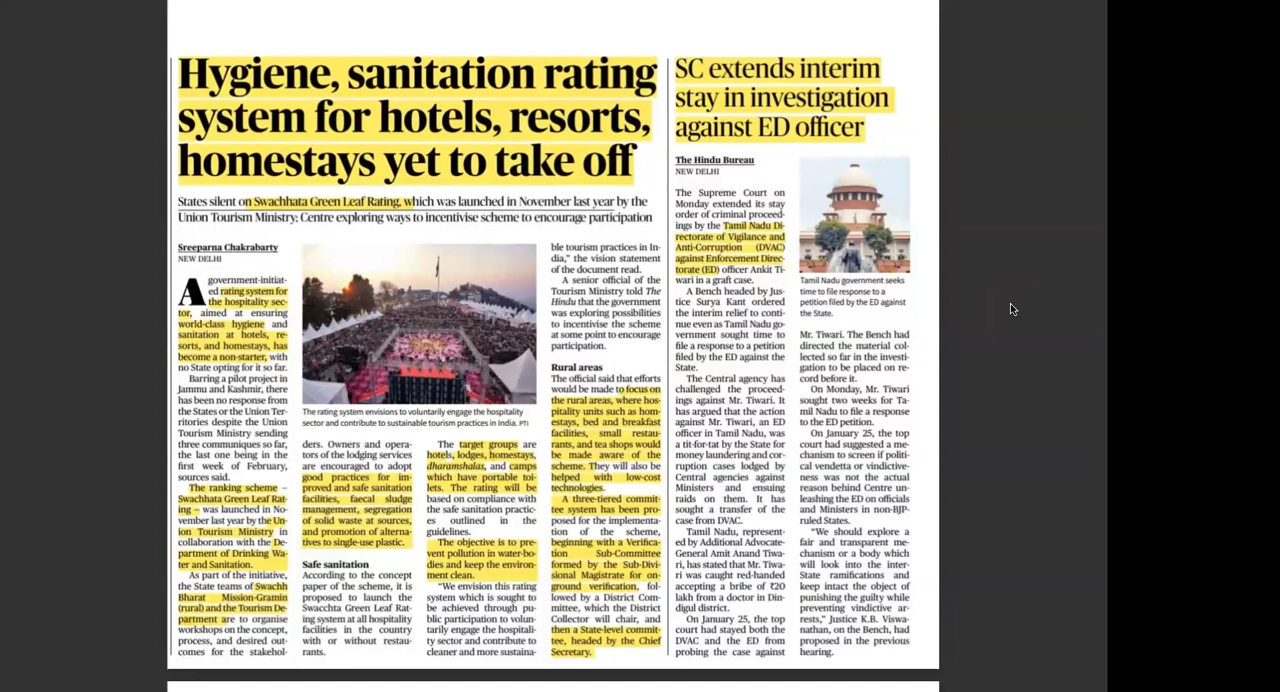 Hygiene, sanitation rating
system for hotels, resorts,
homestays yet to take off
States silent on Swachhata Green Leaf Rating, which was launched in November last year by the
Union Tourism Ministry; Centre exploring ways to incentivise scheme to encourage participation
Sreeparna Chakrabarty
NEW DELHI
A government-initiat-
ed rating system for
the hospitality sec-
tor, aimed at ensuring
world-class hygiene and
sanitation at hotels, re-
sorts, and homestays, has
become a non-starter, with
no State opting for it so far.
Barring a pilot project in
Jammu and Kashmir, there
has been no response from
the States or the Union Ter-
ritories despite the Union
Tourism Ministry sending
three communiques so far,
the last one being in the
first week of February,
sources said.
The ranking scheme –
Swachhata Green Leaf Rat-
ing – was launched in No-
vember last year by the Un-
ion Tourism Ministry in
collaboration with the De-
partment of Drinking Wa-
ter and Sanitation.
As part of the initiative,
the State teams of Swachh
Bharat Mission-Gramin
(rural) and the Tourism De-
partment are to organise
workshops on the concept,
process, and desired out-
comes for the stakehol-
The rating system envisions to voluntarily engage the hospitality
sector and contribute to sustainable tourism practices in India. PTI
ders. Owners and opera-
tors of the lodging services
are encouraged to adopt
good practices for im-
proved and safe sanitation
facilities, faecal sludge
management, segregation
of solid waste at sources,
and promotion of alterna-
tives to single-use plastic.
Safe sanitation
According to the concept
paper of the scheme, it is
proposed to launch the
Swaccchta Green Leaf Rat-
ing system at all hospitality
facilities in the country
with or without restau-
rants.
The target groups are
hotels, lodges, homestays,
dharamshalas, and camps
which have portable toi-
lets. The rating will be
based on compliance with
the safe sanitation practic-
es outlined in the
guidelines.
The objective is to pre-
vent pollution in water-bo-
dies and keep the environ-
ment clean.
“We envision this rating
system which is sought to
be achieved through pu-
blic participation to volun-
tarily engage the hospitali-
ty sector and contribute to
cleaner and more sustaina-
ble tourism practices in In-
dia,” the vision statement
of the document read.
A senior official of the
Tourism Ministry told The
Hindu that the government
was exploring possibilities
to incentivise the scheme
at some point to encourage
participation.
Rural areas
The official said that efforts
would be made to focus on
the rural areas, where hos-
pitality units such as hom-
estays, bed and breakfast
facilities, small restau-
rants, and tea shops would
be made aware of the
scheme. They will also be
helped with low-cost
technologies.
A three-tiered commit-
tee system has been pro-
posed for the implementa-
tion of the scheme,
beginning with a Verifica-
tion Sub-Committee
formed by the Sub-Divi-
sional Magistrate for on-
ground verification, fol-
lowed by a District Com-
mittee, which the District
Collector will chair, and
then a State-level commit-
tee, headed by the Chief
Secretary.
SC extends interim
stay in investigation
against ED officer
The Hindu Bureau
NEW DELHI
The Supreme Court on
Monday extended its stay
order of criminal proceed-
ings by the Tamil Nadu Di-
rectorate of Vigilance and
Anti-Corruption (DVAC)
against Enforcement Direc-
torate (ED) officer Ankit Ti-
wari in a graft case.
A Bench headed by Jus-
tice Surya Kant ordered
the interim relief to conti-
nue even as Tamil Nadu go-
vernment sought time to
file a response to a petition
filed by the ED against the
State.
The Central agency has
challenged the proceed-
ings against Mr. Tiwari. It
has argued that the action
against Mr. Tiwari, an ED
officer in Tamil Nadu, was
a tit-for-tat by the State for
money laundering and cor-
ruption cases lodged by
Central agencies against
Ministers and ensuing
raids on them. It has
sought a transfer of the
case from DVAC.
Tamil Nadu, represent-
ed by Additional Advocate-
General Amit Anand Tiwa-
ri, has stated that Mr. Tiwa-
ri was caught red-handed
accepting a bribe of ₹20
lakh from a doctor in Din-
digul district.
On January 25, the top
court had stayed both the
DVAC and the ED from
probing the case against
Tamil Nadu government seeks
time to file response to a
petition filed by the ED against
the State.
Mr. Tiwari. The Bench had
directed the material col-
lected so far in the investi-
gation to be placed on re-
cord before it.
On Monday, Mr. Tiwari
sought two weeks for Ta-
mil Nadu to file a response
to the ED petition.
On January 25, the top
court had suggested a me-
chanism to screen if politi-
cal vendetta or vindictive-
ness was not the actual
reason behind Centre un-
leashing the ED on officials
and Ministers in non-BJP-
ruled States.
“We should explore a
fair and transparent me-
chanism or a body which
will look into the inter-
State ramifications and
keep intact the object of
punishing the guilty while
preventing vindictive ar-
rests,” Justice K.B. Viswa-
nathan, on the Bench, had
proposed in the previous
hearing.